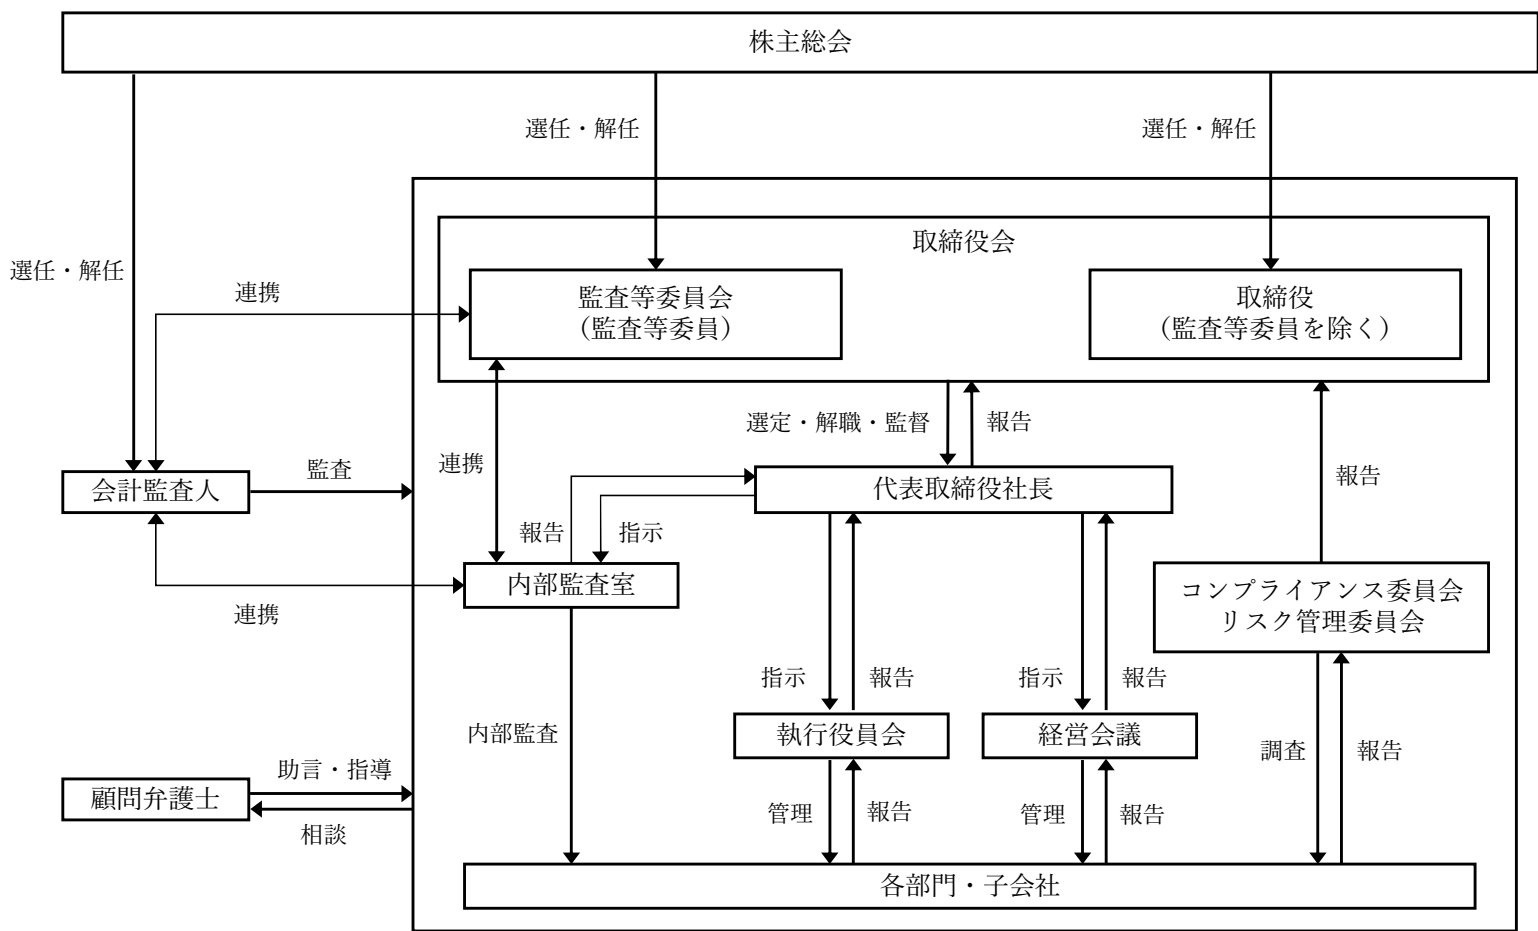 株主総会
選任・解任
選任・解任
選任・解任
取締役会
監査等委員会
（監査等委員）
取締役
（監査等委員を除く）
連携
選定・解職・監督
報告
連携
報告
会計監査人
監査
代表取締役社長
報告
指示
内部監査室
連携
コンプライアンス委員会
リスク管理委員会
指示
報告
指示
報告
内部監査
執行役員会
経営会議
調査
報告
顧問弁護士
助言・指導
相談
管理
報告
管理
報告
各部門・子会社